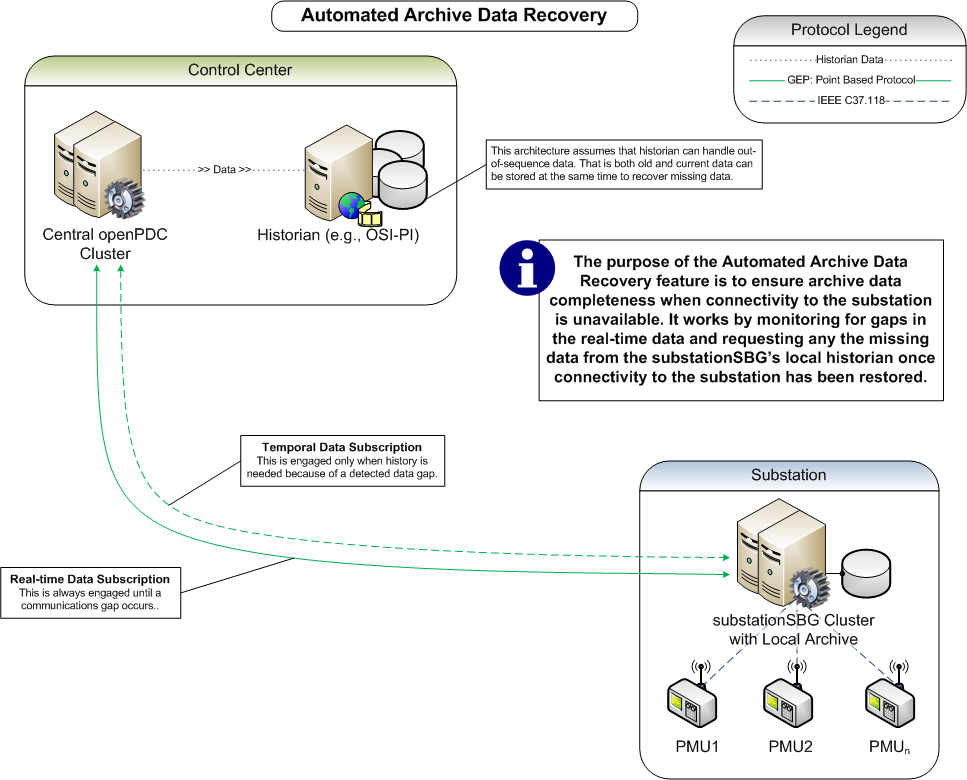 Automated Archive Data Recovery
Protocol Legend
Historian Data
GEP: Point Based Protocol
IEEE C37.118
Control Center
>> Data >>
Central openPDC
Cluster
Historian (e.g., OSI-PI)
This architecture assumes that historian can handle out-
of-sequence data. That is both old and current data can
be stored at the same time to recover missing data.
i
The purpose of the Automated Archive Data
Recovery feature is to ensure archive data
completeness when connectivity to the substation
is unavailable. It works by monitoring for gaps in
the real-time data and requesting any the missing
data from the substationSBG's local historian once
connectivity to the substation has been restored.
Temporal Data Subscription
This is engaged only when history is
needed because of a detected data gap.
Real-time Data Subscription
This is always engaged until a
communications gap occurs..
Substation
substationSBG Cluster
with Local Archive
PMU1
PMU2
PMUn